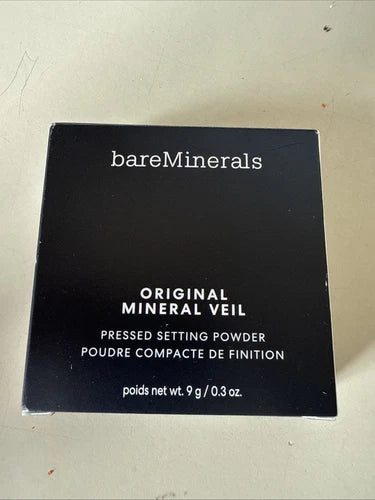 bareMinerals
ORIGINAL
MINERAL VEIL
PRESSED SETTING POWDER
POUDRE COMPACTE DE FINITION
poids net wt. 9 g / 0.3 oz.